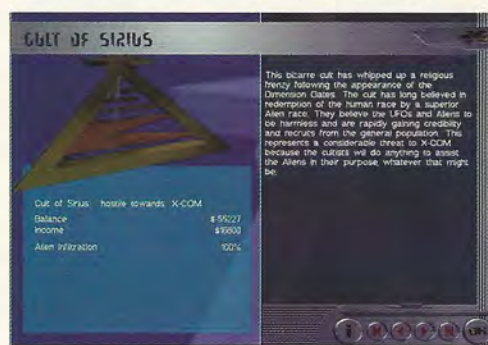 CULT OF SIRIUS
This bizarre cult has whipped up a religious
frenzy following the appearance of the
Dimension Gates. The cult has long believed in
redemption of the human race by a superior
Alien race. They believe the UFOs and Aliens to
be harmless and are rapidly gaining credibility
and recruits from the general population. This
represents a considerable threat to X-COM
because the cultists will do anything to assist
the Aliens in their purpose, whatever that might
be.
Cult of Sirius hostile towards X-COM
Balance $-55227
Income $16800
Alien Infiltration 100%
i
OK